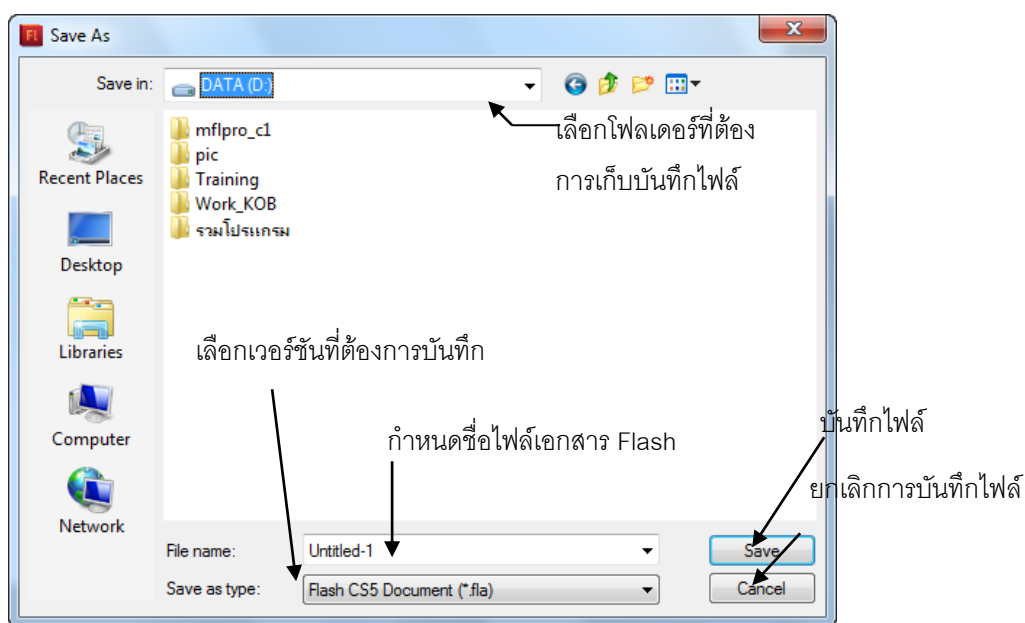 Fl Save As
Save in: DATA (D:)
mflpro_c1
pic
Training
Work_KOB
รวมโปรแกรม
เลือกโฟลเดอร์ที่ต้อง
การเก็บบันทึกไฟล์
Recent Places
Desktop
Libraries
Computer
Network
เลือกเวอร์ชันที่ต้องการบันทึก
กำหนดชื่อไฟล์เอกสาร Flash
บันทึกไฟล์
ยกเลิกการบันทึกไฟล์
File name: Untitled-1 Save
Save as type: Flash CS5 Document (*.fla) Cancel